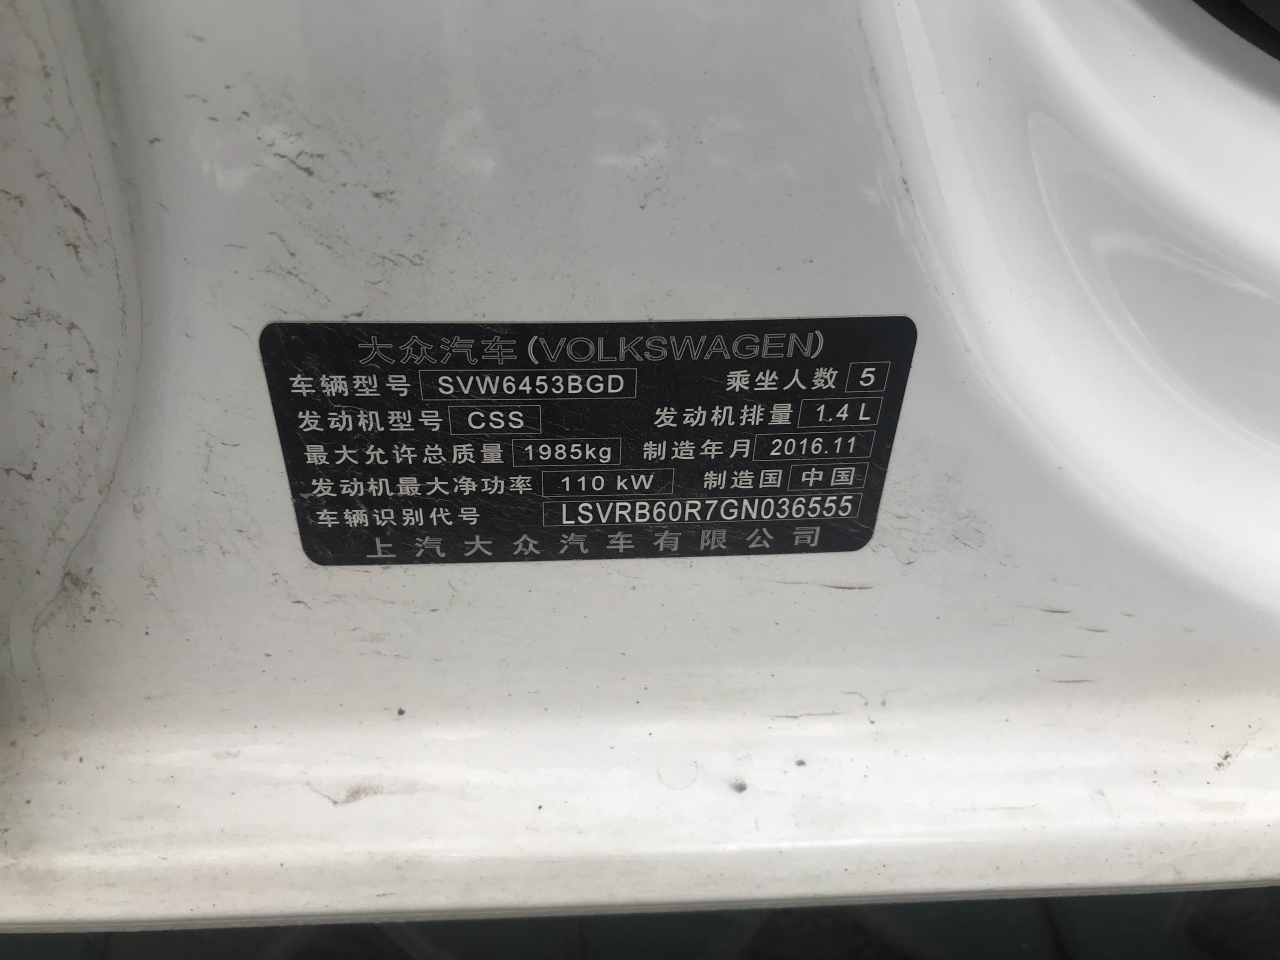 大众汽车(VOLKSWAGEN)
车辆型号 SVW6453BGD 乘坐人数 5
发动机型号 CSS 发动机排量 1.4 L
最大允许总质量 1985kg 制造年月 2016.11
发动机最大净功率 110 kW 制造国 中国
车辆识别代号 LSVRB60R7GN036555
上汽大众汽车有限公司